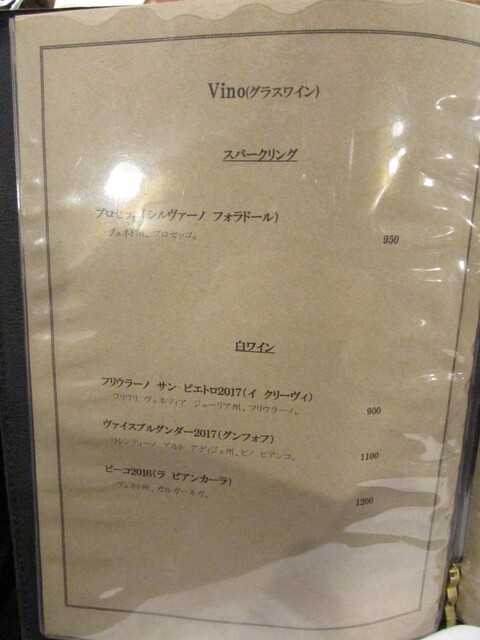 Vino(グラスワイン)
スパークリング
プロセッコ(シルヴァーノ フォラドール)
ヴェネト州、プロセッコ。
950
白ワイン
フリウラーノ サン ピエトロ2017(イ クリーヴィ)
フリウリ ヴェネツィア ジューリア州、フリウラーノ。
900
ヴァイスブルグンダー2017(グンフォフ)
トレンティーノ アルト アディジェ州、ピノ ビアンコ。
1100
ピーコ2016(ラ ビアンカーラ)
ヴェネト州、ガルガーネガ。
1200